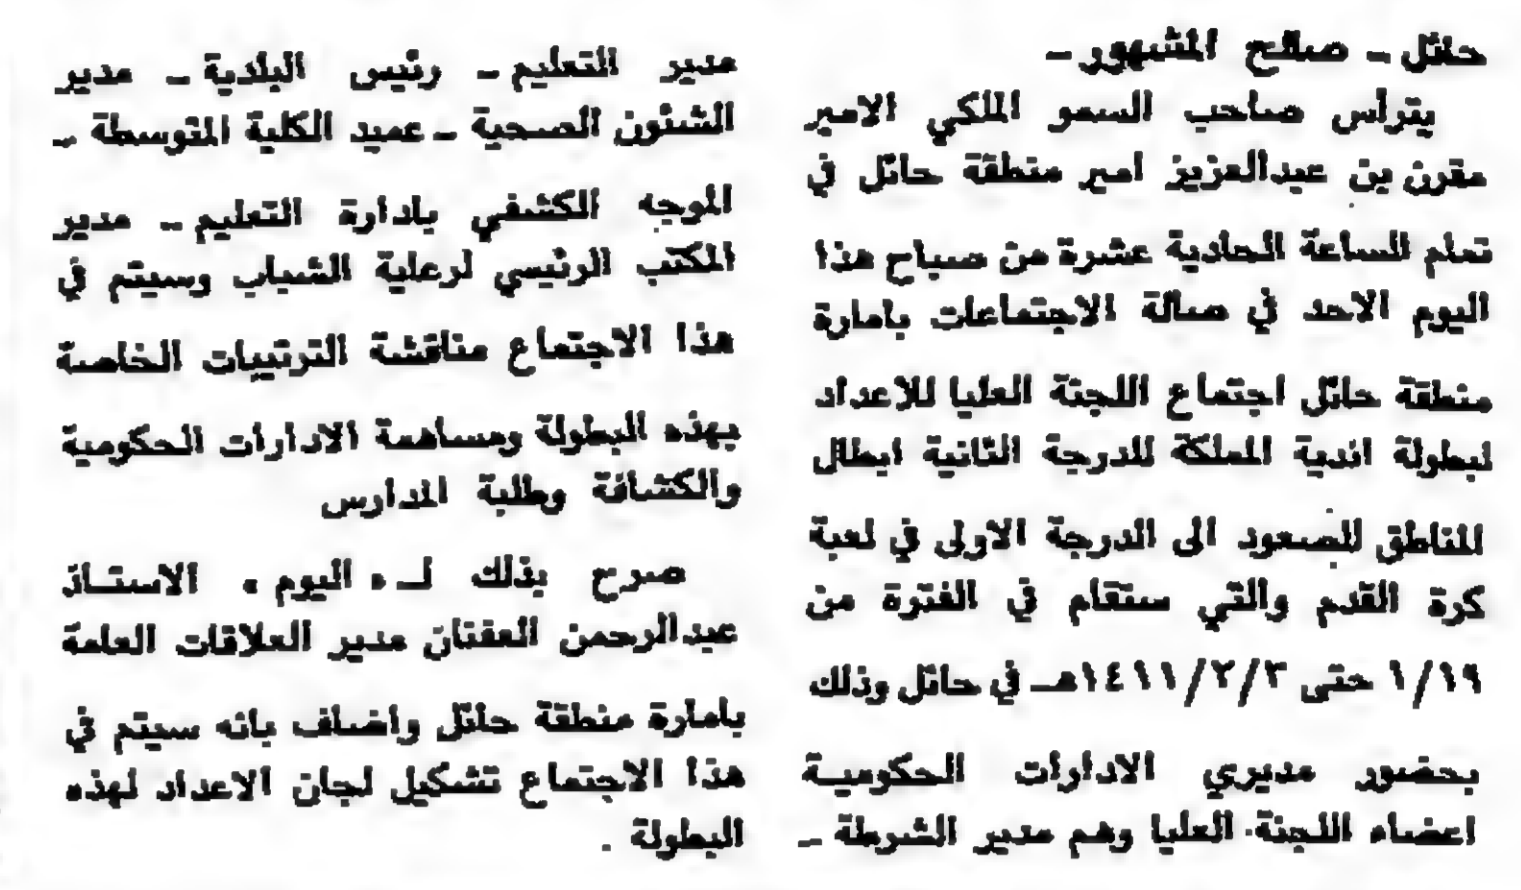 حائل ـ صالح المشهور ـ
يترأس صاحب السمو الملكي الامير
مقرن بن عبدالعزيز امير منطقة حائل في
تمام الساعة الحادية عشرة من صباح هذا
اليوم الاحد في صالة الاجتماعات بامارة
منطقة حائل اجتماع اللجنة العليا للاعداد
لبطولة اندية المملكة للدرجة الثانية ابطال
المناطق للصعود الى الدرجة الاولى في لعبة
كرة القدم والتي ستقام في الفترة من
١/١٩ حتى ١٤١١/٢/٣هـ في حائل وذلك
بحضور مديري الادارات الحكوميـة
اعضاء اللجنة العليا وهم مدير الشرطة ـ
مدير التعليم ـ رئيس البلدية ـ مدير
الشئون الصحية ـ عميد الكلية المتوسطة ـ
الموجه الكشفي بادارة التعليم ـ مدير
المكتب الرئيسي لرعاية الشباب وسيتم في
هذا الاجتماع مناقشة الترتيبات الخاصة
بهذه البطولة ومساهمة الادارات الحكومية
والكشافة وطلبة المدارس
صرح بذلك لـ « اليوم » الاستـاذ
عبدالرحمن العفنان مدير العلاقات العامة
بامارة منطقة حائل واضاف بانه سيتم في
هذا الاجتماع تشكيل لجان الاعداد لهذه
البطولة .